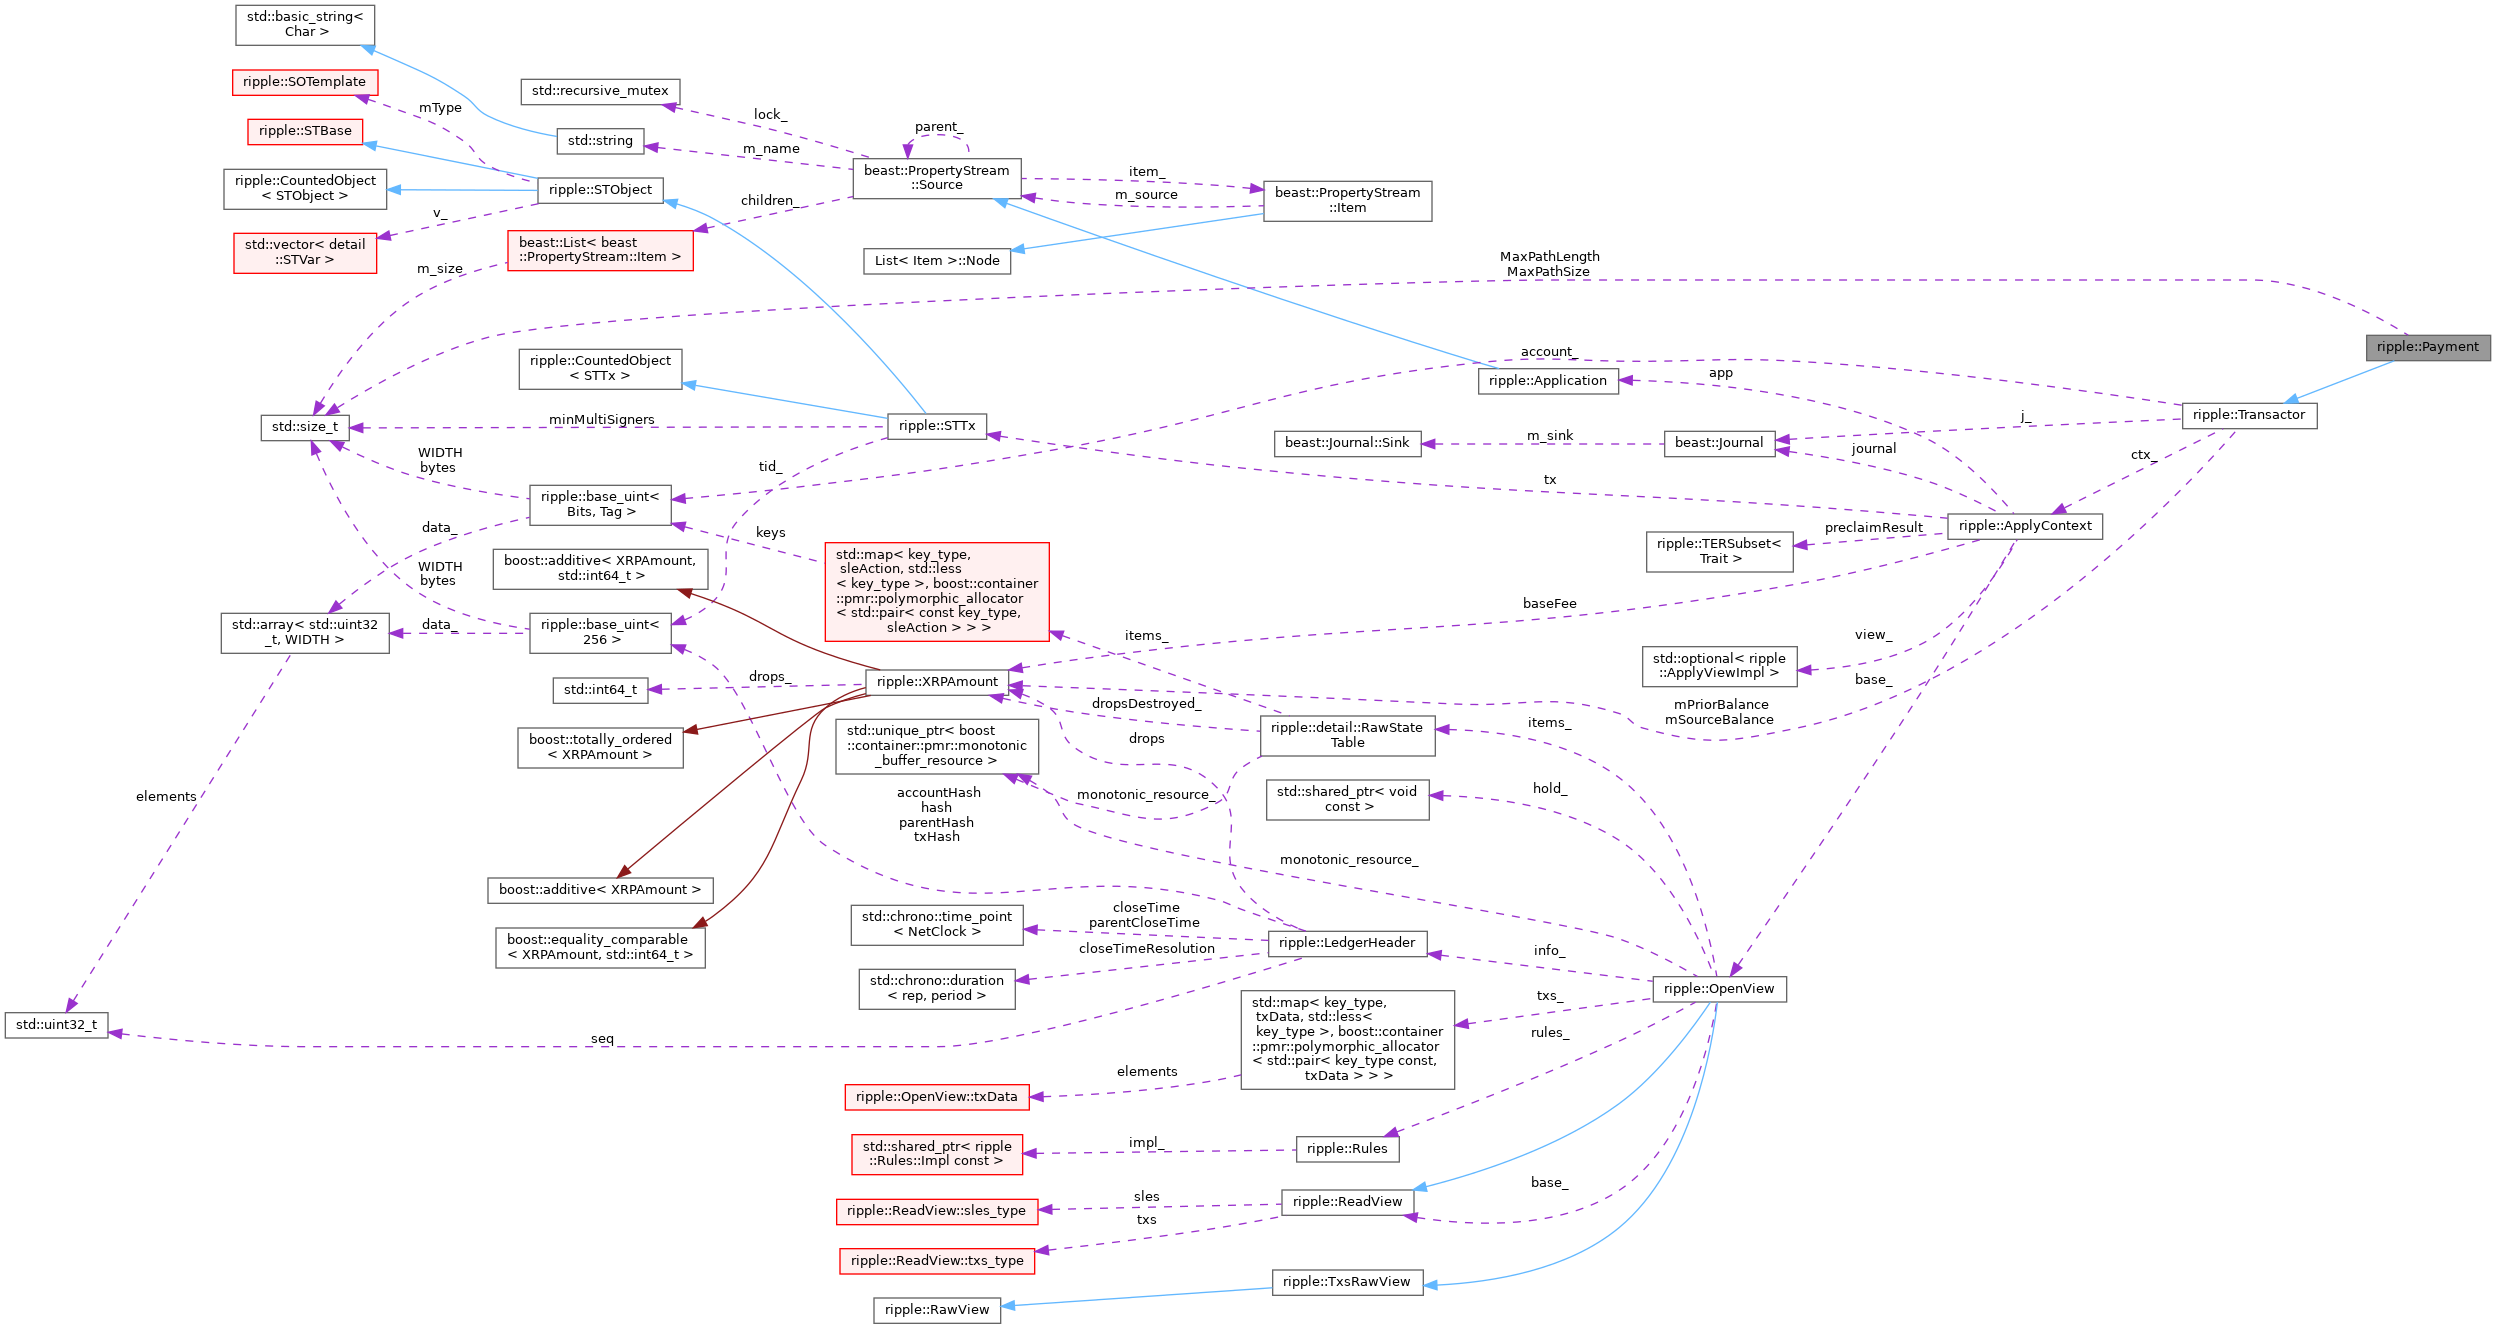 std::basic_string<
Char >
ripple::SOTemplate
mType
std::recursive_mutex
lock_
parent_
ripple::STBase
std::string
m_name
beast::PropertyStream
::Source
item_
m_source
beast::PropertyStream
::Item
ripple::CountedObject
< STObject >
ripple::STObject
v_
children_
std::vector< detail
::STVar >
beast::List< beast
::PropertyStream::Item >
m_size
List< Item >::Node
MaxPathLength
MaxPathSize
ripple::Payment
account_
ripple::CountedObject
< STTx >
app
ripple::Application
ripple::Transactor
j_
std::size_t
minMultiSigners
ripple::STTx
beast::Journal::Sink
m_sink
beast::Journal
journal
ctx_
WIDTH
bytes
tid_
tx
ripple::base_uint<
Bits, Tag >
data_
keys
preclaimResult
ripple::ApplyContext
ripple::TERSubset<
Trait >
boost::additive< XRPAmount,
std::int64_t >
std::map< key_type,
sleAction, std::less
< key_type >, boost::container
::pmr::polymorphic_allocator
< std::pair< const key_type,
sleAction > > >
WIDTH
bytes
baseFee
std::array< std::uint32
_t, WIDTH >
data_
ripple::base_uint<
256 >
items_
view_
std::optional< ripple
::ApplyViewImpl >
base_
std::int64_t
drops_
ripple::XRPAmount
dropsDestroyed_
mPriorBalance
mSourceBalance
boost::totally_ordered
< XRPAmount >
std::unique_ptr< boost
::container::pmr::monotonic
_buffer_resource >
drops
ripple::detail::RawState
Table
items_
elements
accountHash
hash
parentHash
txHash
monotonic_resource_
std::shared_ptr< void
const >
hold_
monotonic_resource_
boost::additive< XRPAmount >
boost::equality_comparable
< XRPAmount, std::int64_t >
std::chrono::time_point
< NetClock >
closeTime
parentCloseTime
closeTimeResolution
ripple::LedgerHeader
info_
std::chrono::duration
< rep, period >
ripple::OpenView
std::uint32_t
seq
std::map< key_type,
txData, std::less<
key_type >, boost::container
::pmr::polymorphic_allocator
< std::pair< key_type const,
txData > > >
txs_
rules_
elements
ripple::OpenView::txData
std::shared_ptr< ripple
::Rules::Impl const >
impl_
ripple::Rules
ripple::ReadView::sles_type
sles
txs
ripple::ReadView
base_
ripple::ReadView::txs_type
ripple::TxsRawView
ripple::RawView